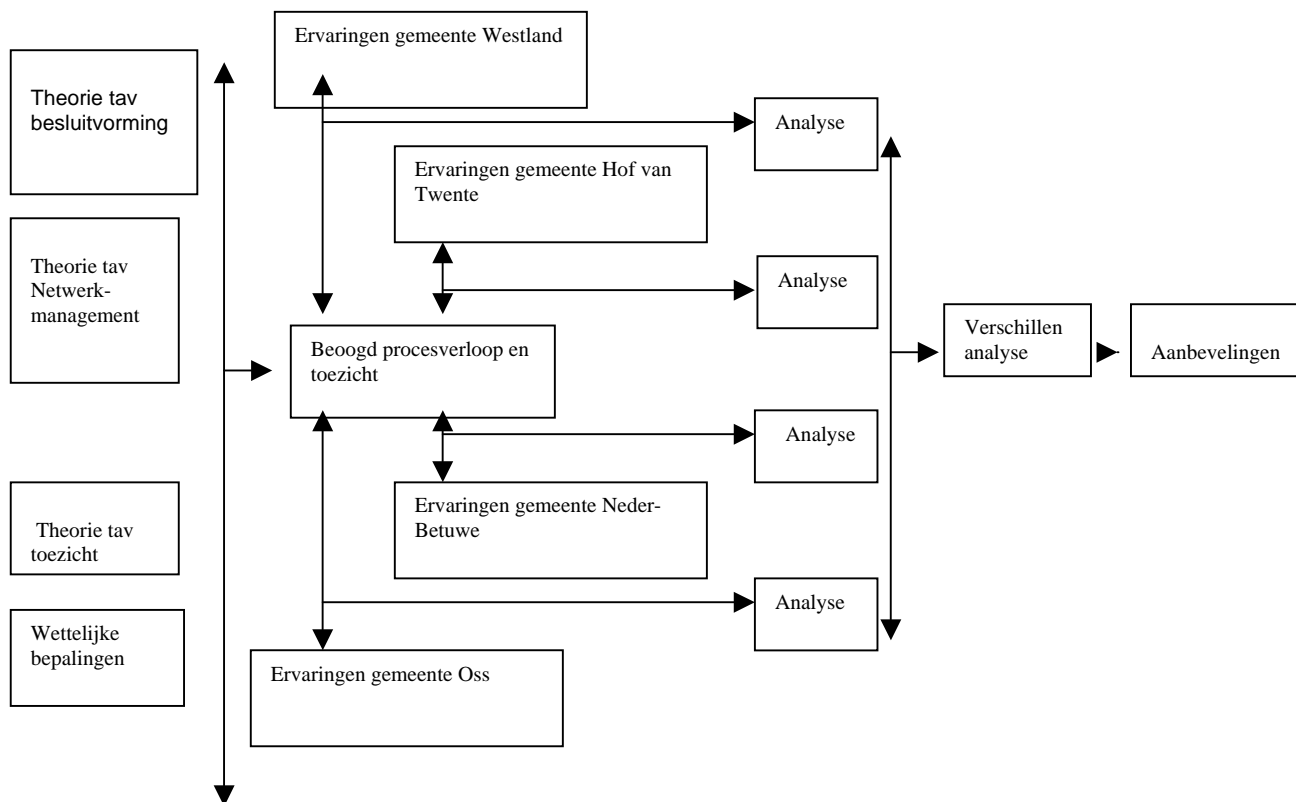 Theorie tav
besluitvorming
Theorie tav
Netwerk-
management
Theorie tav
toezicht
Wettelijke
bepalingen
Ervaringen gemeente Westland
Ervaringen gemeente Hof van
Twente
Beoogd procesverloop en
toezicht
Ervaringen gemeente Neder-
Betuwe
Ervaringen gemeente Oss
Analyse
Analyse
Analyse
Analyse
Verschillen
analyse
Aanbevelingen